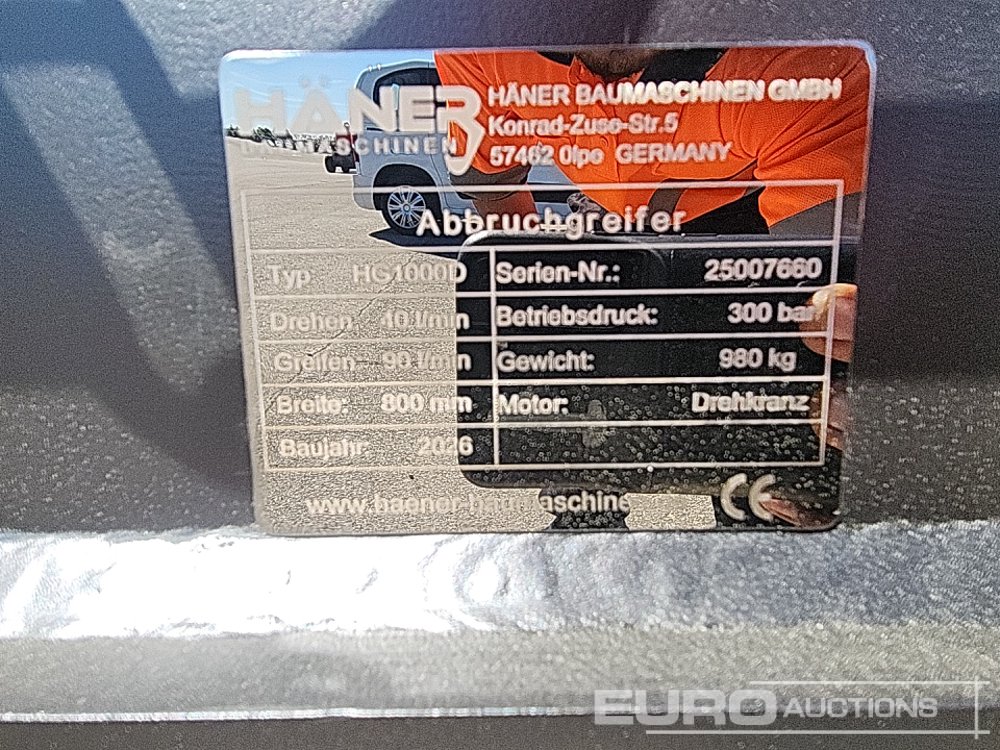 HÄNER
BAUMASCHINEN
HÄNER BAUMASCHINEN GMBH
Konrad-Zuse-Str.5
57462 Olpe GERMANY
Abbruchgreifer
Typ HG1000D Serien-Nr.: 25007660
Drehen 40 l/min Betriebsdruck: 300 bar
Greifen 90 l/min Gewicht: 980 kg
Breite: 800 mm Motor: Drehkranz
Baujahr 2026
www.haener-baumaschine
CE
EURO AUCTIONS